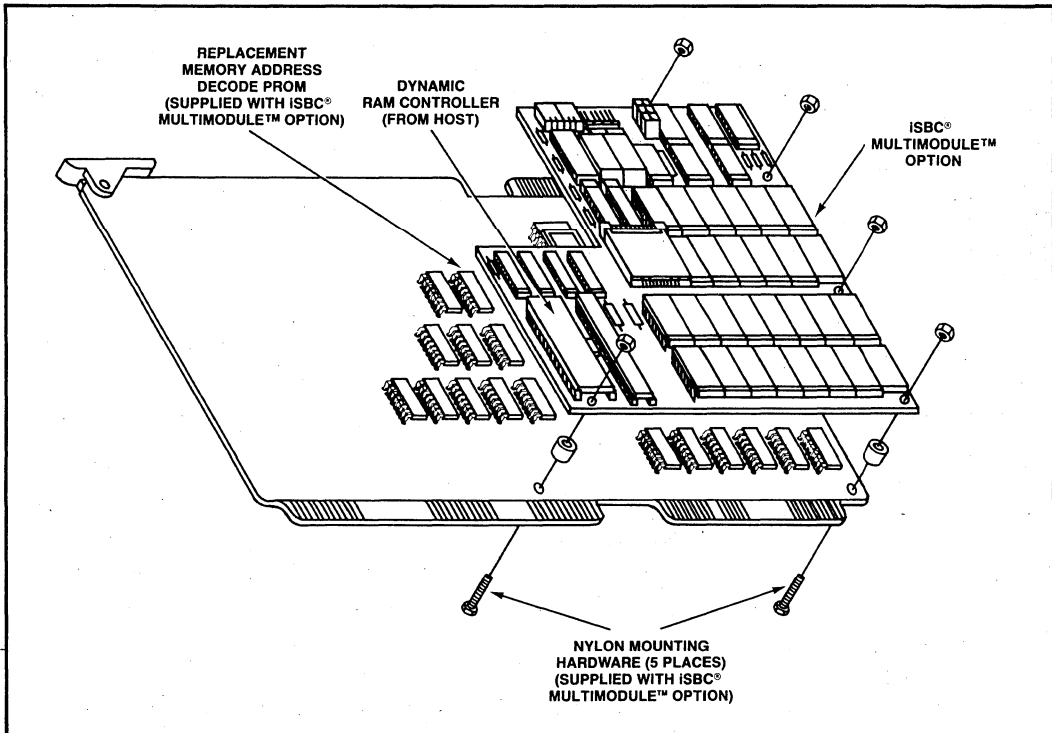 REPLACEMENT
MEMORY ADDRESS
DECODE PROM
(SUPPLIED WITH iSBC®
MULTIMODULE™ OPTION)
DYNAMIC
RAM CONTROLLER
(FROM HOST)
iSBC®
MULTIMODULE™
OPTION
NYLON MOUNTING
HARDWARE (5 PLACES)
(SUPPLIED WITH iSBC®
MULTIMODULE™ OPTION)